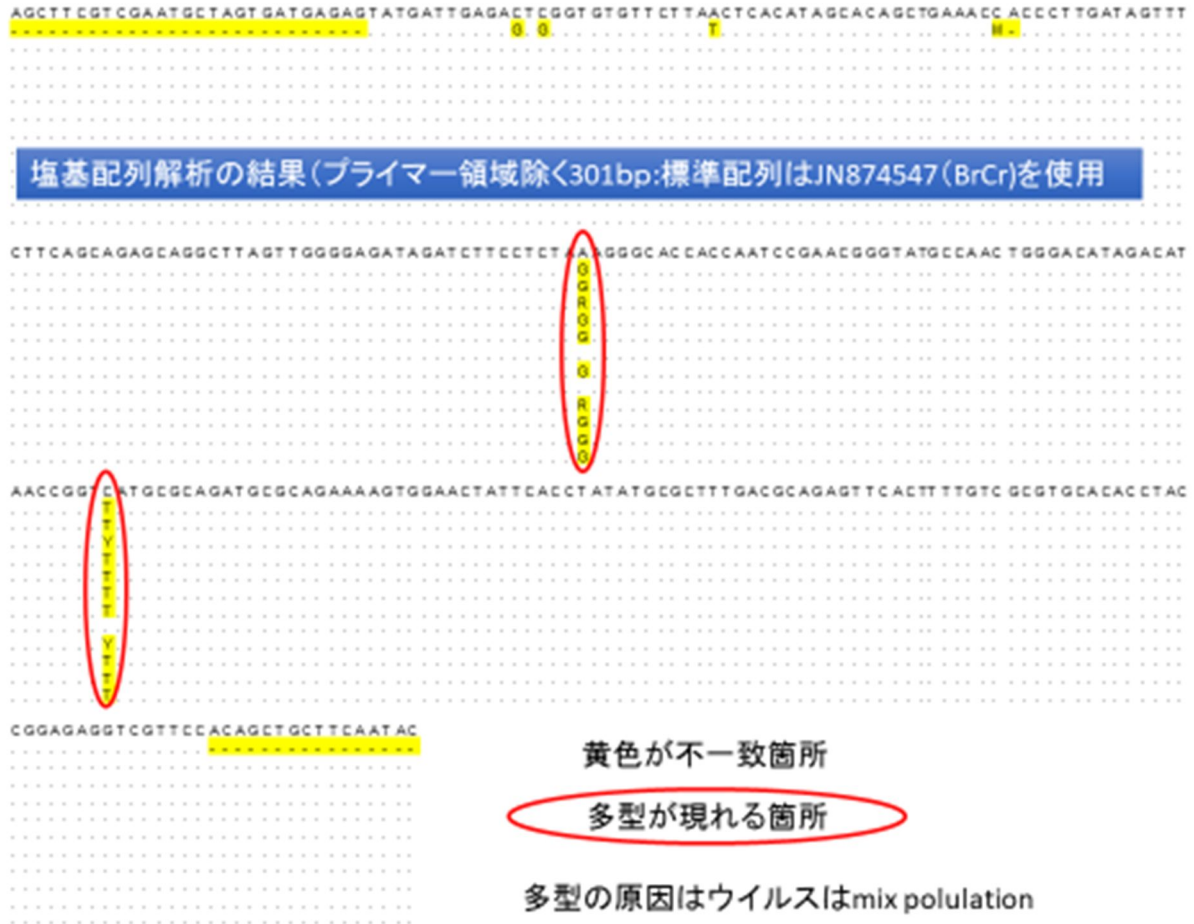 AGCTTCGTCGAATGCTAGTGATGAGAGTATGATTGAGACTCGGTGTGTTCTTAACTCACATAGCACAGCTGAAACCACCCTTGATAGTTT
---------------------------
G G T
塩基配列解析の結果(プライマー領域除く301bp:標準配列はJN874547(BrCr)を使用
CTTCAGCAGAGCAGGCTTAGTTGGGGAGATAGATCTTCCTCTAAAAGGGCACCACCAATCCGAACGGGTATGCCAACTGGGACATAGACAT
G
G
R
G
G
G
R
G
G
G
AACCGGTCATGCGCAGATGCGCAGAAAAGTGGAACTATTCACCTATATGCGCTTTGACGCAGAGTTCACTTTTGTCGCGTGCACACCTAC
T
T
Y
T
T
T
T
Y
T
T
T
CGGAGAGGTCGTTCCACAGCTGCTTCAATAC
----------------
黄色が不一致箇所
多型が現れる箇所
多型の原因はウイルスはmix polulation